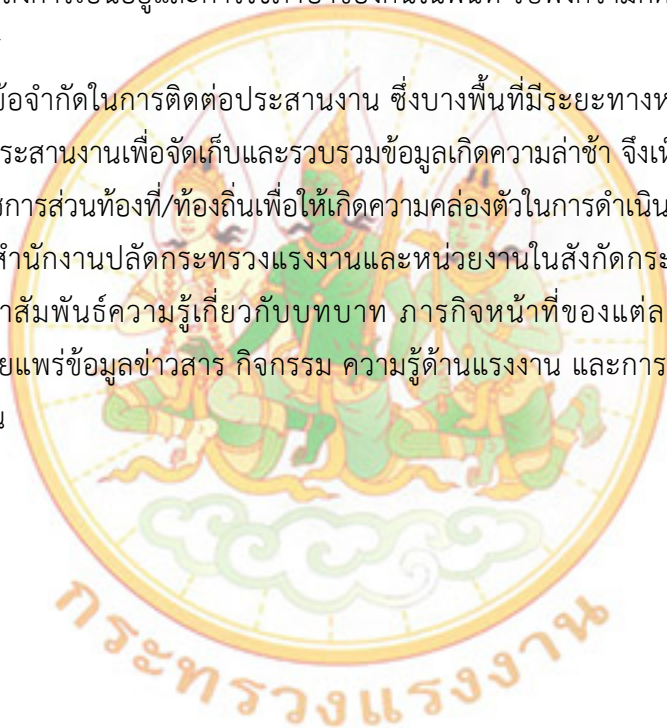 ข้อจำกัดในการติดต่อประสานงาน ซึ่งบางพื้นที่มีระยะทาง
ระสานงานเพื่อจัดเก็บและรวบรวมข้อมูลเกิดความล่าช้า จึง
การส่วนท้องที่/ท้องถิ่นเพื่อให้เกิดความคล่องตัวในการดำเนิน
สำนักงานปลัดกระทรวงแรงงานและหน่วยงานในสังกัดกระ
าสัมพันธ์ความรู้เกี่ยวกับบทบาท ภารกิจหน้าที่ของแต่ล
ยแพร่ข้อมูลข่าวสาร กิจกรรม ความรู้ด้านแรงงาน และการ
น
กระทรวงแรงงาน